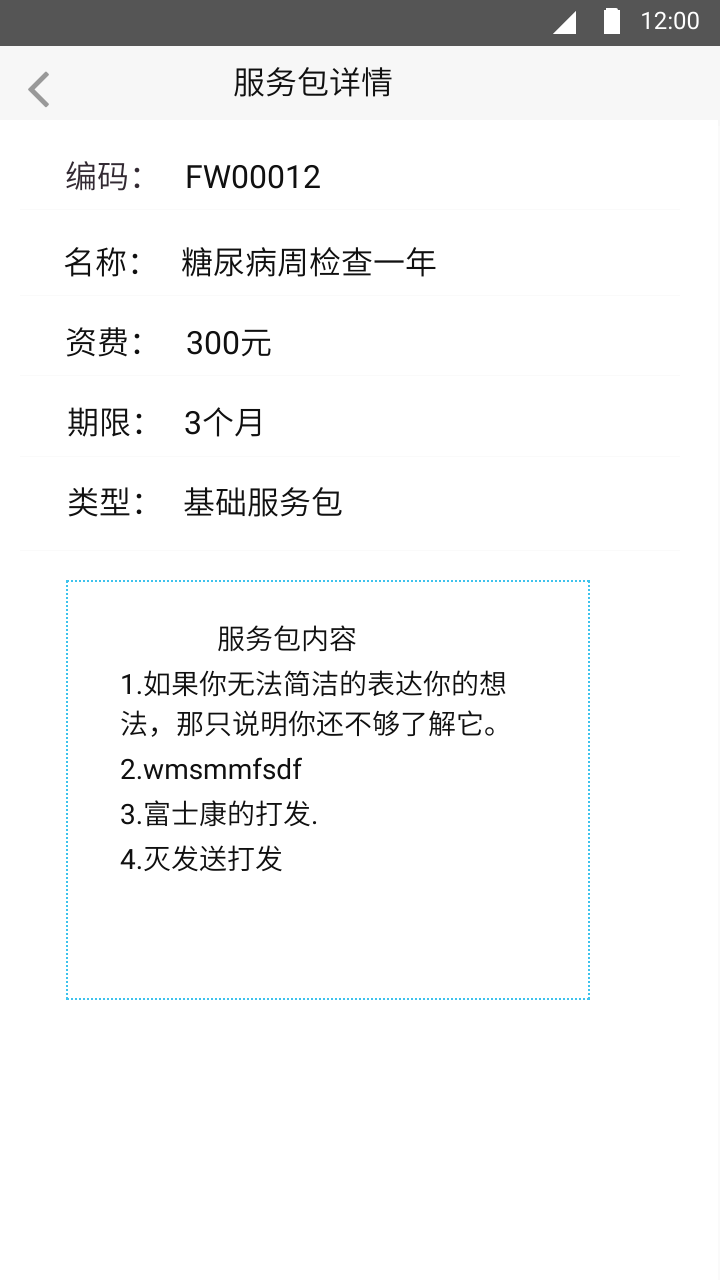 12:00
服务包详情
编码： FW00012
名称： 糖尿病周检查一年
资费： 300元
期限： 3个月
类型： 基础服务包
服务包内容
1.如果你无法简洁的表达你的想
法，那只说明你还不够了解它。
2.wmsmmfsdf
3.富士康的打发.
4.灭发送打发